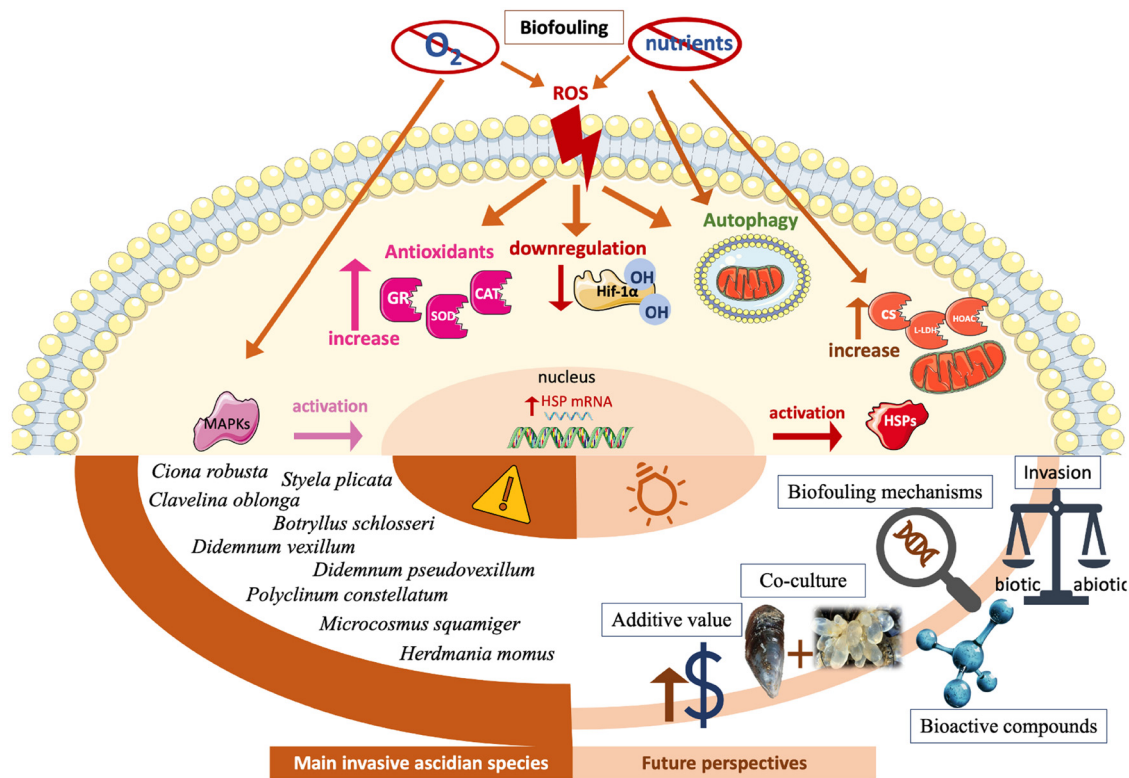 Biofouling
O2
nutrients
ROS
Autophagy
Antioxidants
downregulation
GR
SOD
CAT
Hif-1α
OH
OH
increase
CS
L-LDH
HOAC
increase
nucleus
HSP mRNA
MAPKs
activation
activation
HSPs
Ciona robusta
Styela plicata
Clavelina oblonga
Botryllus schlosseri
Didemnum vexillum
Didemnum pseudovexillum
Polyclinum constellatum
Microcosmus squamiger
Herdmania momus
Invasion
Biofouling mechanisms
biotic
abiotic
Co-culture
Additive value
+
$
Bioactive compounds
Main invasive ascidian species
Future perspectives